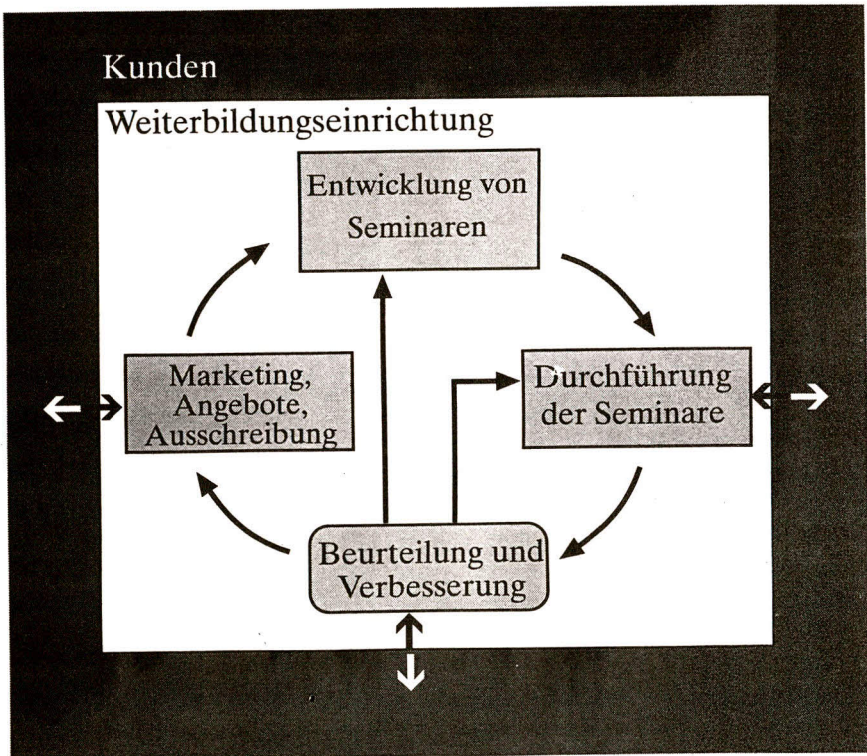 Kunden
Weiterbildungseinrichtung
Entwicklung von
Seminaren
Marketing,
Angebote,
Ausschreibung
Durchführung
der Seminare
Beurteilung und
Verbesserung